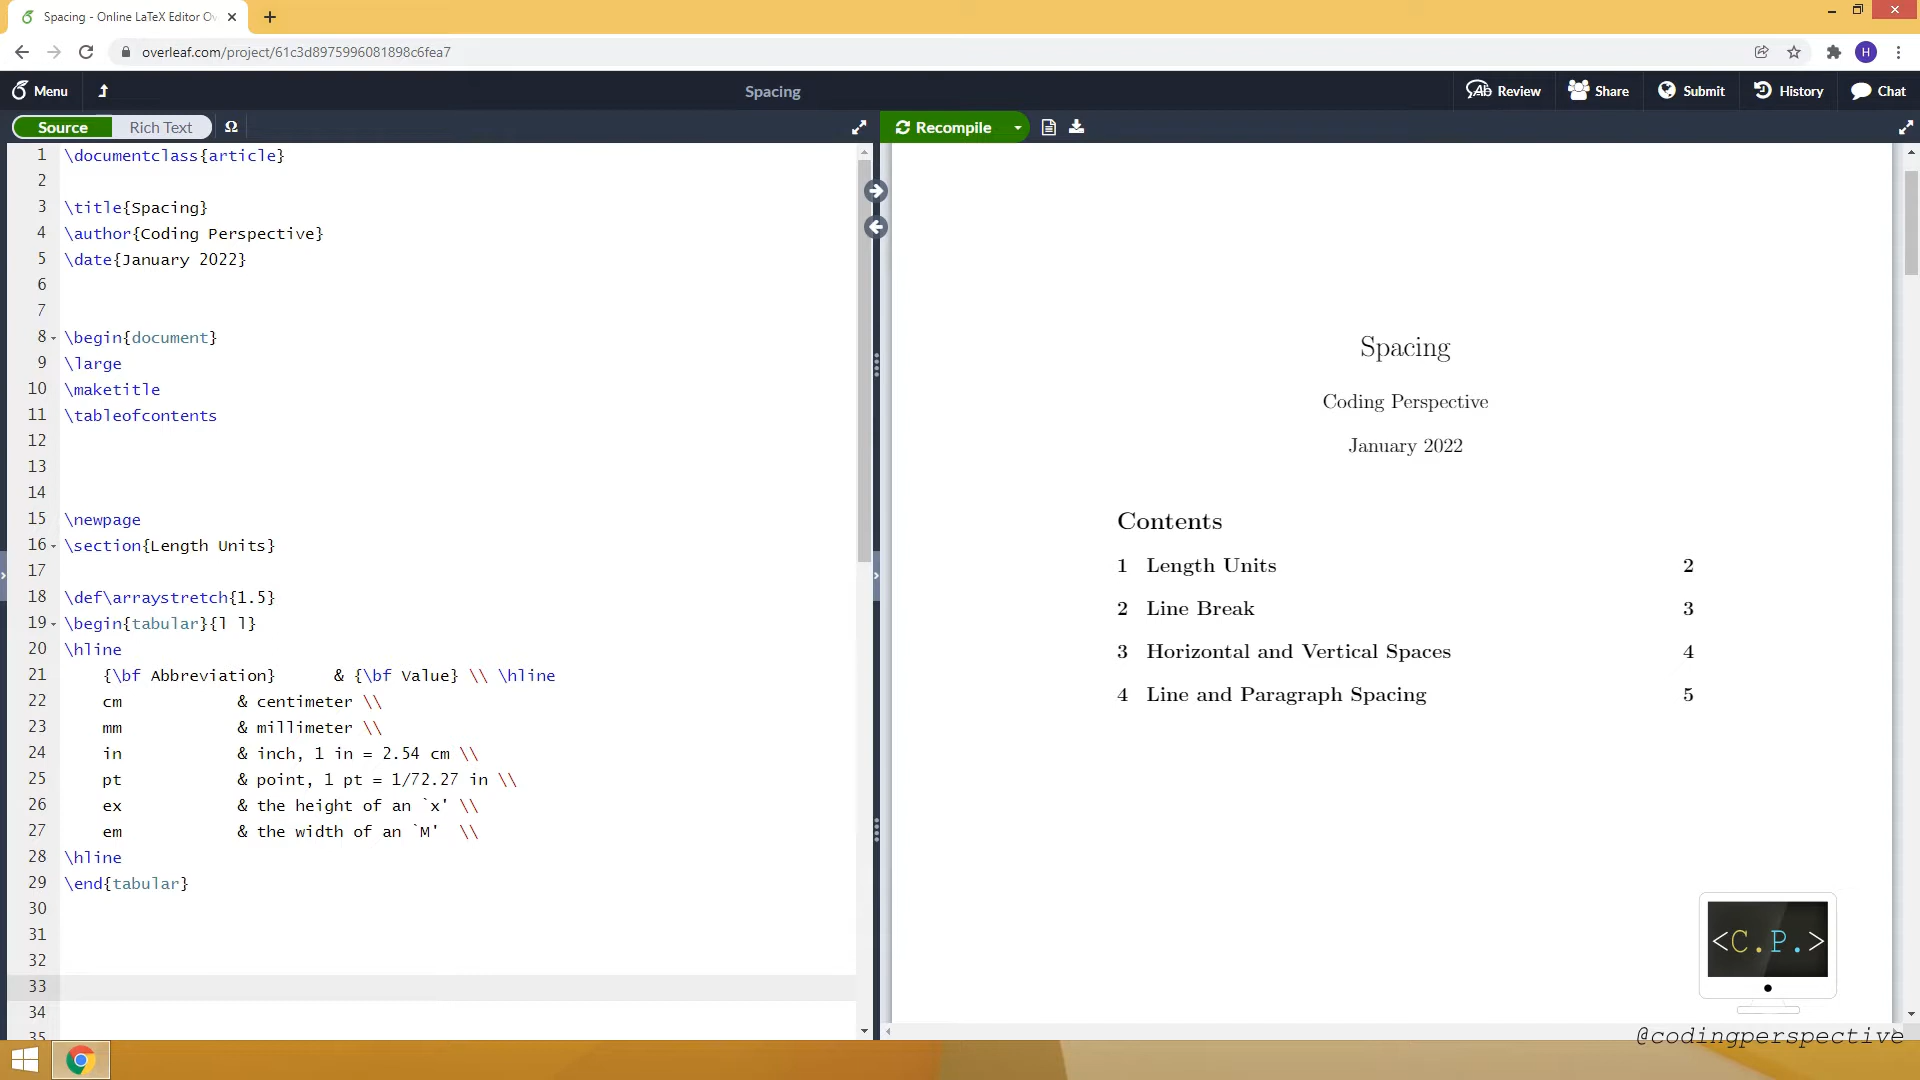 Spacing - Online LaTeX Editor Ov
overleaf.com/project/61c3d8975996081898c6fea7
H
Menu
Spacing
Review
Share
Submit
History
Chat
Source
Rich Text
Ω
Recompile
1 \documentclass{article}
2
3 \title{Spacing}
4 \author{Coding Perspective}
5 \date{January 2022}
6
7
8 \begin{document}
9 \large
10 \maketitle
11 \tableofcontents
12
13
14
15 \newpage
16 \section{Length Units}
17
18 \def\arraystretch{1.5}
19 \begin{tabular}{l l}
20 \hline
21 {\bf Abbreviation} & {\bf Value} \\ \hline
22 cm & centimeter \\
23 mm & millimeter \\
24 in & inch, 1 in = 2.54 cm \\
25 pt & point, 1 pt = 1/72.27 in \\
26 ex & the height of an `x' \\
27 em & the width of an `M' \\
28 \hline
29 \end{tabular}
30
31
32
33
34
35
Spacing
Coding Perspective
January 2022
Contents
1 Length Units 2
2 Line Break 3
3 Horizontal and Vertical Spaces 4
4 Line and Paragraph Spacing 5
<C.P.>
@codingperspective